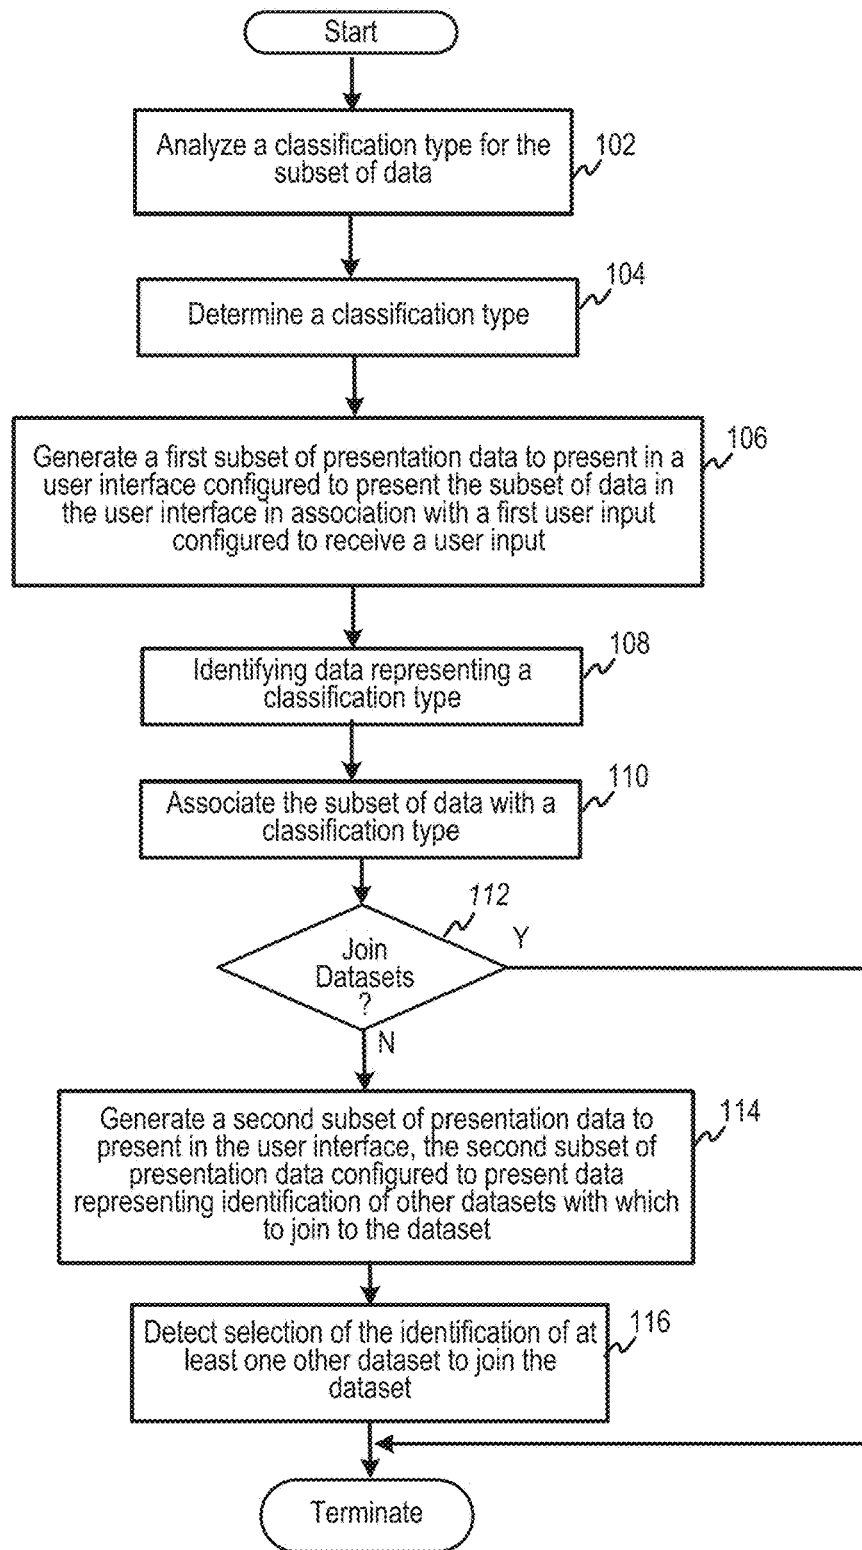 Start
Analyze a classification type for the
subset of data
102
104
Determine a classification type
106
Generate a first subset of presentation data to present in a
user interface configured to present the subset of data in
the user interface in association with a first user input
configured to receive a user input
108
Identifying data representing a
classification type
110
Associate the subset of data with a
classification type
112
Y
Join
Datasets
?
N
Generate a second subset of presentation data to
present in the user interface, the second subset of
presentation data configured to present data
representing identification of other datasets with which
to join to the dataset
114
Detect selection of the identification of at
least one other dataset to join the
dataset
116
Terminate